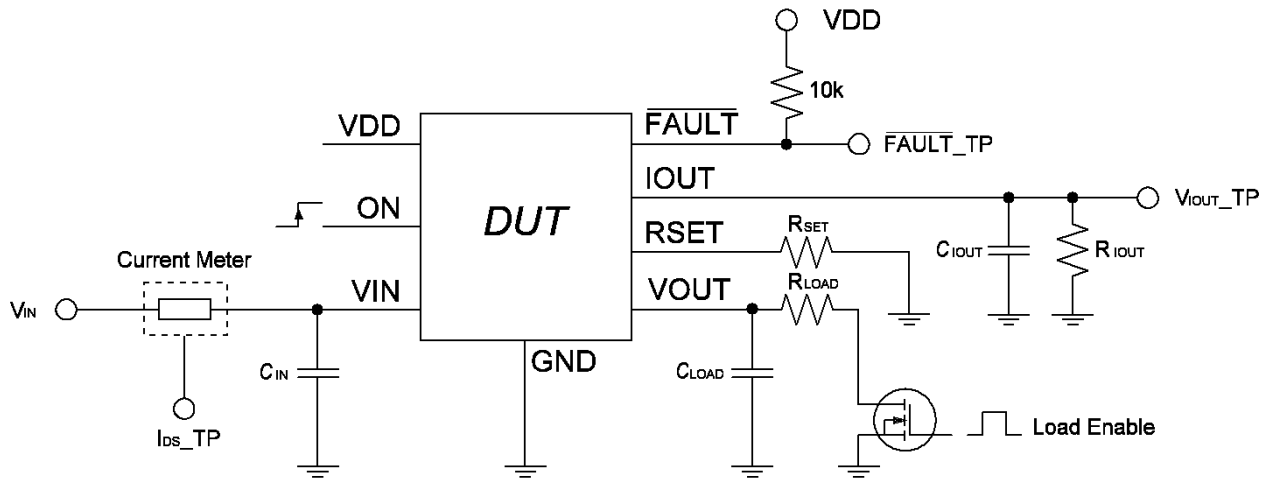 VDD
10k
VDD
FAULT
FAULT_TP
IOUT
ON
DUT
VIOUT_TP
RSET
RSET
CIOUT
RIOUT
Current Meter
VIN
VOUT
RLOAD
VIN
GND
CIN
CLOAD
IDS_TP
Load Enable